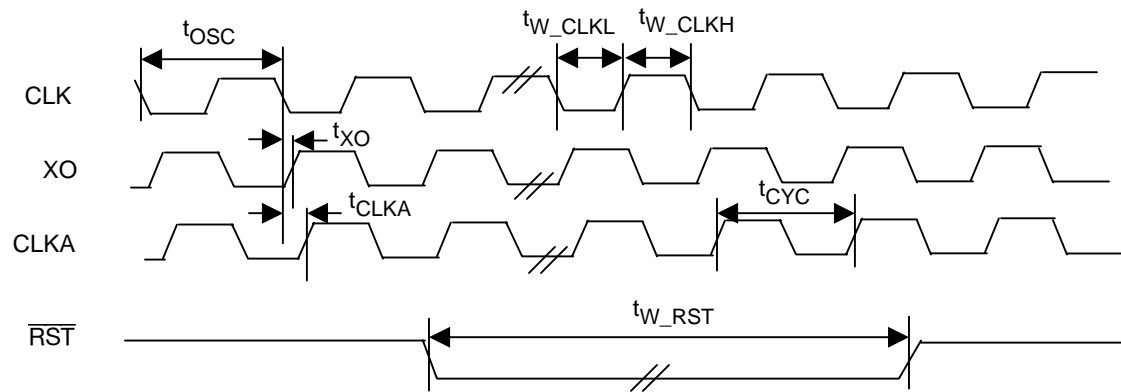 tOSC
tW_CLKL
tW_CLKH
CLK
tXO
XO
tCYC
tCLKA
CLKA
tW_RST
RST